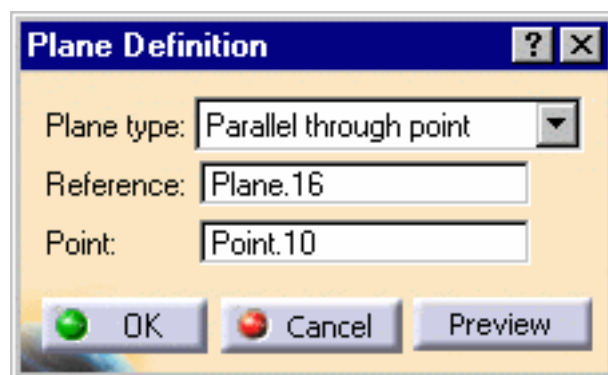 Plane Definition ?
Plane type: Parallel through point
Reference: Plane.16
Point: Point.10
OK Cancel Preview